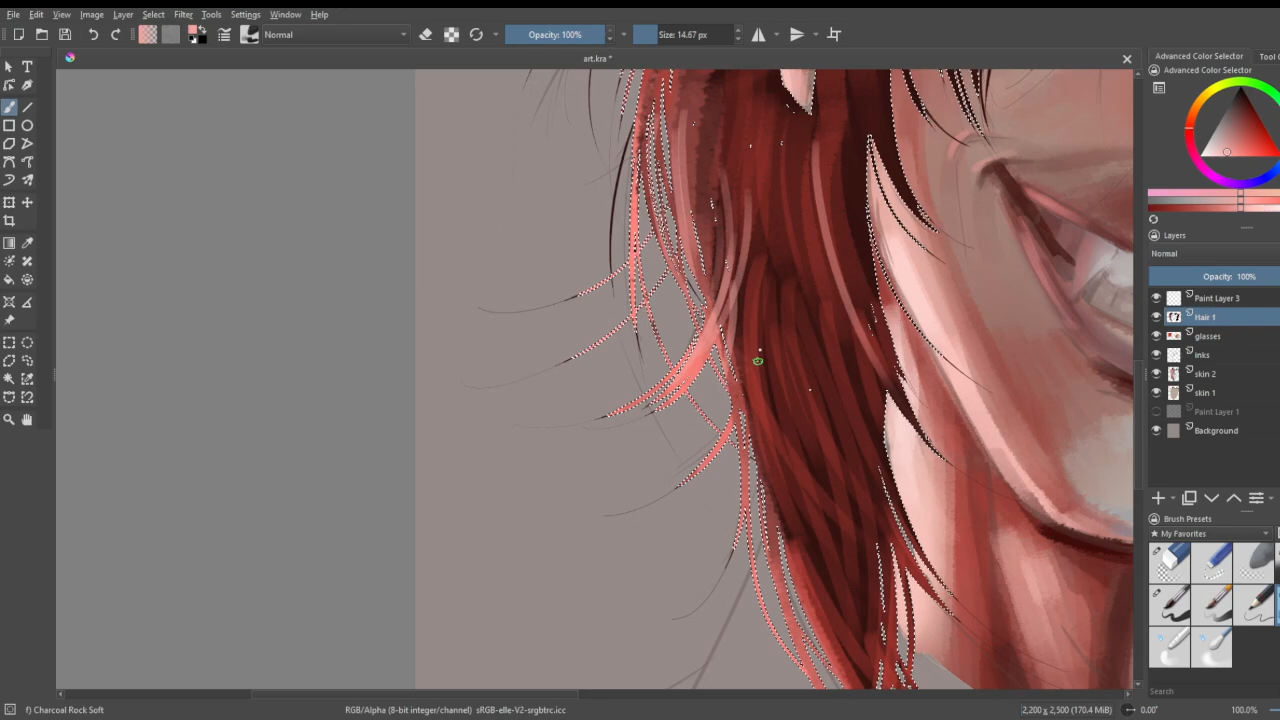 File Edit View Image Layer Select Filter Tools Settings Window Help
Normal
Opacity: 100%
Size: 14.67 px
art.kra *
Advanced Color Selector
Tool
Advanced Color Selector
Layers
Normal
Opacity: 100%
Paint Layer 3
Hair 1
glasses
inks
skin 2
skin 1
Paint Layer 1
Background
Brush Presets
★ My Favorites
Search
f) Charcoal Rock Soft
RGB/Alpha (8-bit integer/channel) sRGB-elle-V2-srgbtrc.icc
2,200 x 2,500 (170.4 MiB)
0.00°
100.0%